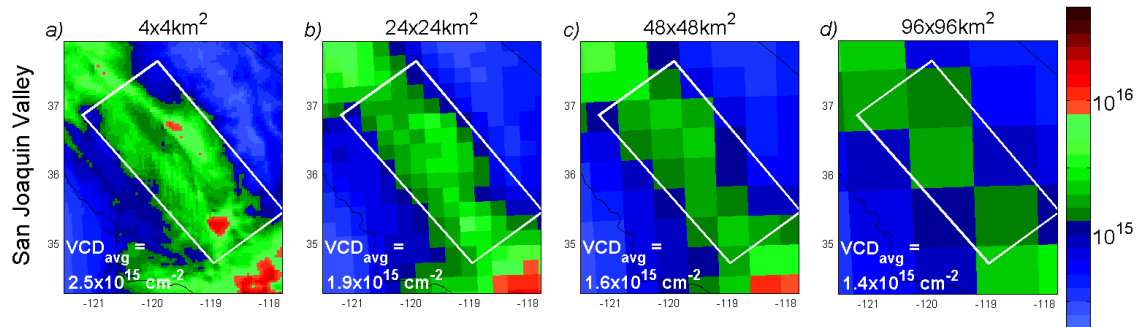 a) 4x4km²
b) 24x24km²
c) 48x48km²
d) 96x96km²
San Joaquin Valley
37
36
35
-121 -120 -119 -118
VCDavg =
2.5x10¹⁵ cm⁻²
37
36
35
-121 -120 -119 -118
VCDavg =
1.9x10¹⁵ cm⁻²
37
36
35
-121 -120 -119 -118
VCDavg =
1.6x10¹⁵ cm⁻²
37
36
35
-121 -120 -119 -118
VCDavg =
1.4x10¹⁵ cm⁻²
10¹⁶
10¹⁵